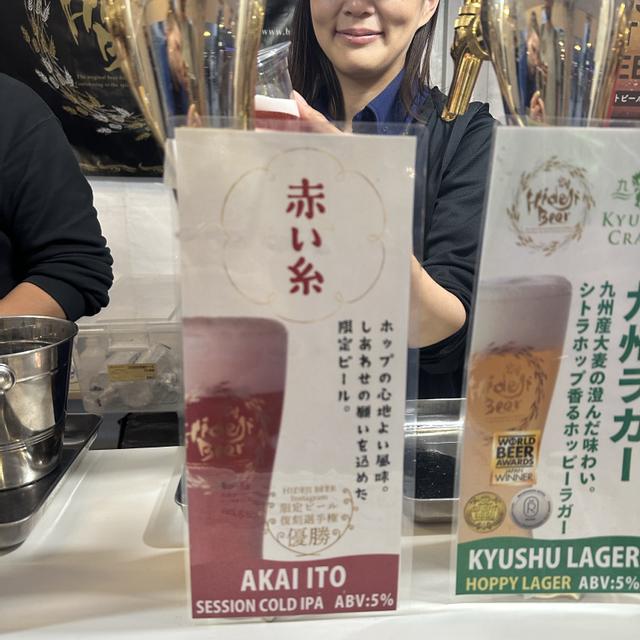 赤い糸
ホップの心地よい風味。
しあわせの願いを込めた
限定ビール。
Hideji
Beer
HIDEJI BEER
Instagram
限定ビール
復刻選手権
優勝
AKAI ITO
SESSION COLD IPA ABV:5%
Hideji
Beer
九州ラガー
九州産大麦の澄んだ味わい。
シトラホップ香るホッピーラガー
Hideji
Beer
WORLD
BEER
AWARDS
WINNER
KYUSHU LAGER
HOPPY LAGER ABV:5%